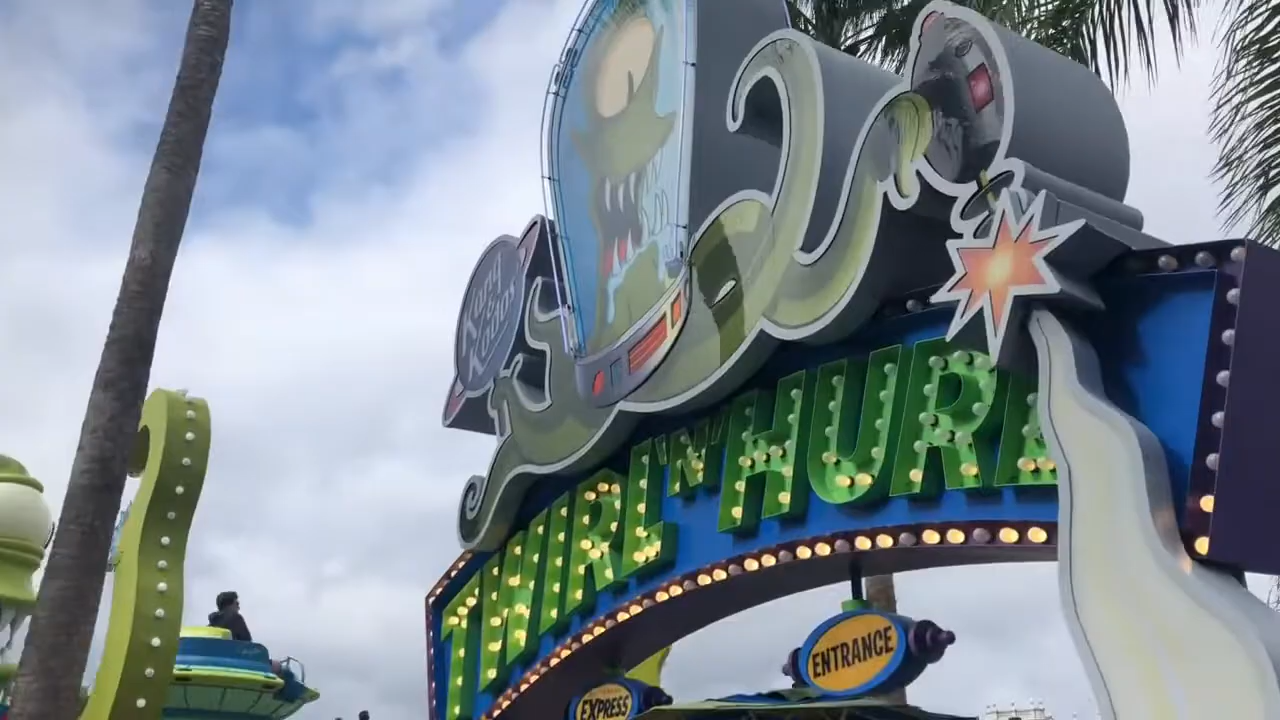 Kang &
Kodos'
TWIRL 'N' HURL
ENTRANCE
EXPRESS